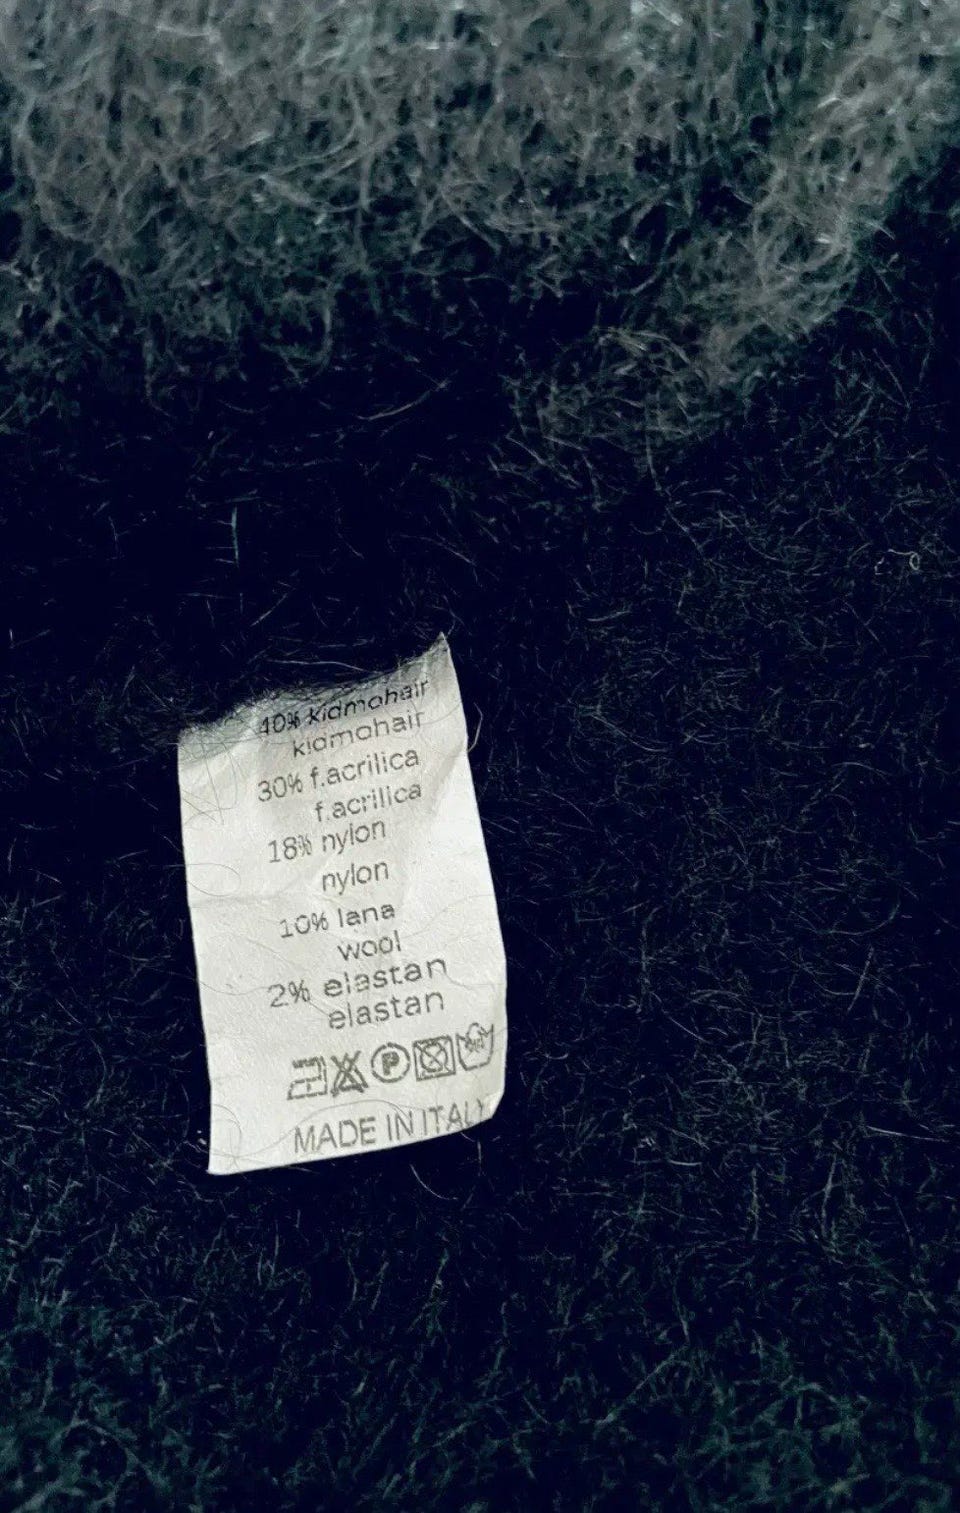 40% kidmohair
kidmohair
30% f.acrilica
f.acrilica
18% nylon
nylon
10% lana
wool
2% elastan
elastan
P
MADE IN ITALY